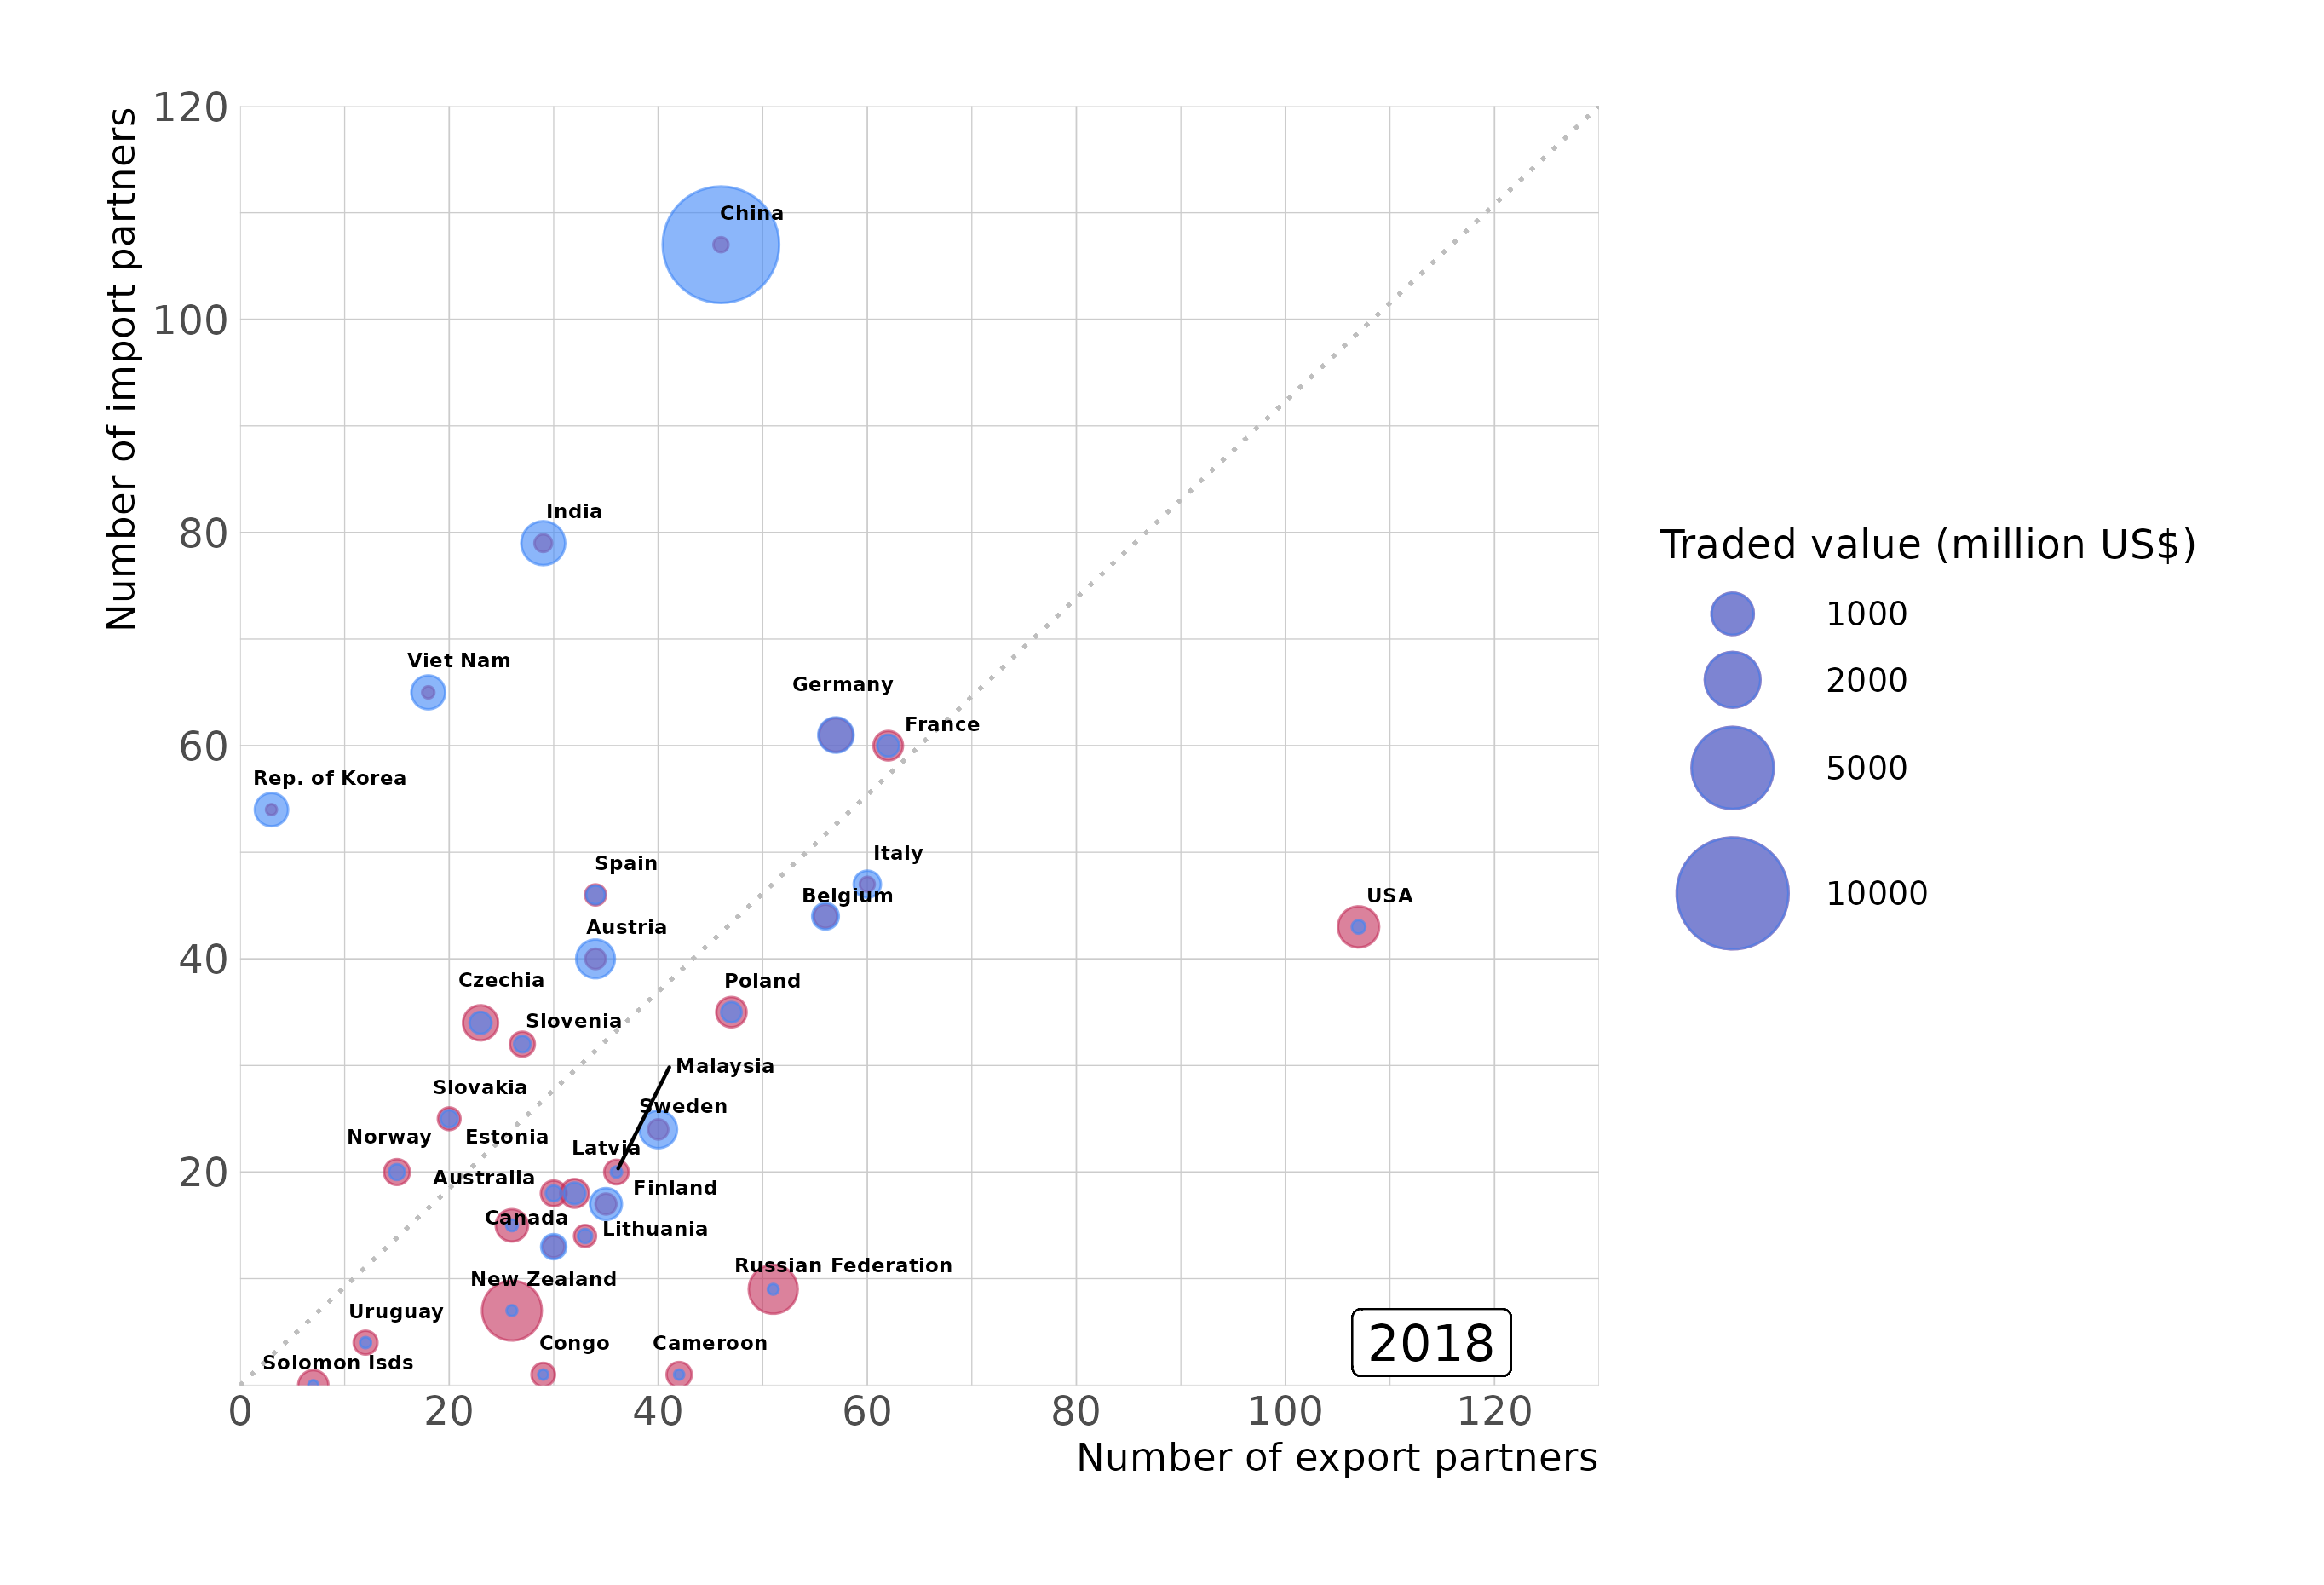 Number of import partners
120
100
80
60
40
20
China
India
Viet Nam
Germany
France
Rep. of Korea
Spain
Italy
Belgium
USA
Austria
Czechia
Poland
Slovenia
Malaysia
Slovakia
Sweden
Norway
Estonia
Latvia
Australia
Finland
Canada
Lithuania
Russian Federation
New Zealand
Uruguay
Congo
Cameroon
Solomon Isds
2018
0
20
40
60
80
100
120
Number of export partners
Traded value (million US$)
1000
2000
5000
10000